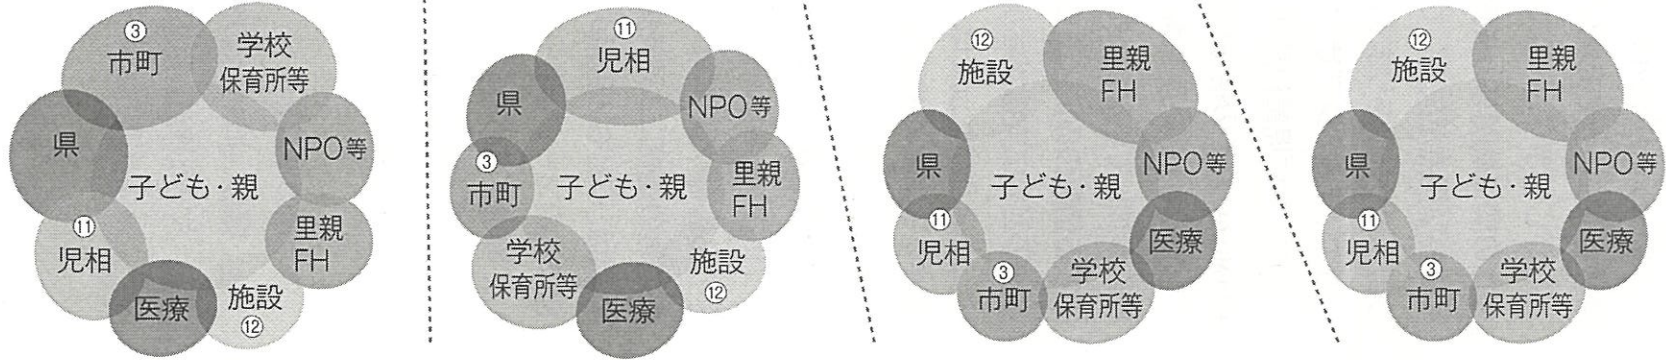 ③
市町
学校
保育所等
県
NPO等
子ども・親
⑪
児相
里親
FH
医療
施設
⑫
⑪
児相
県
NPO等
③
市町
子ども・親
里親
FH
学校
保育所等
施設
⑫
医療
⑫
施設
里親
FH
県
NPO等
子ども・親
⑪
児相
医療
③
市町
学校
保育所等
⑫
施設
里親
FH
県
NPO等
子ども・親
⑪
児相
医療
③
市町
学校
保育所等